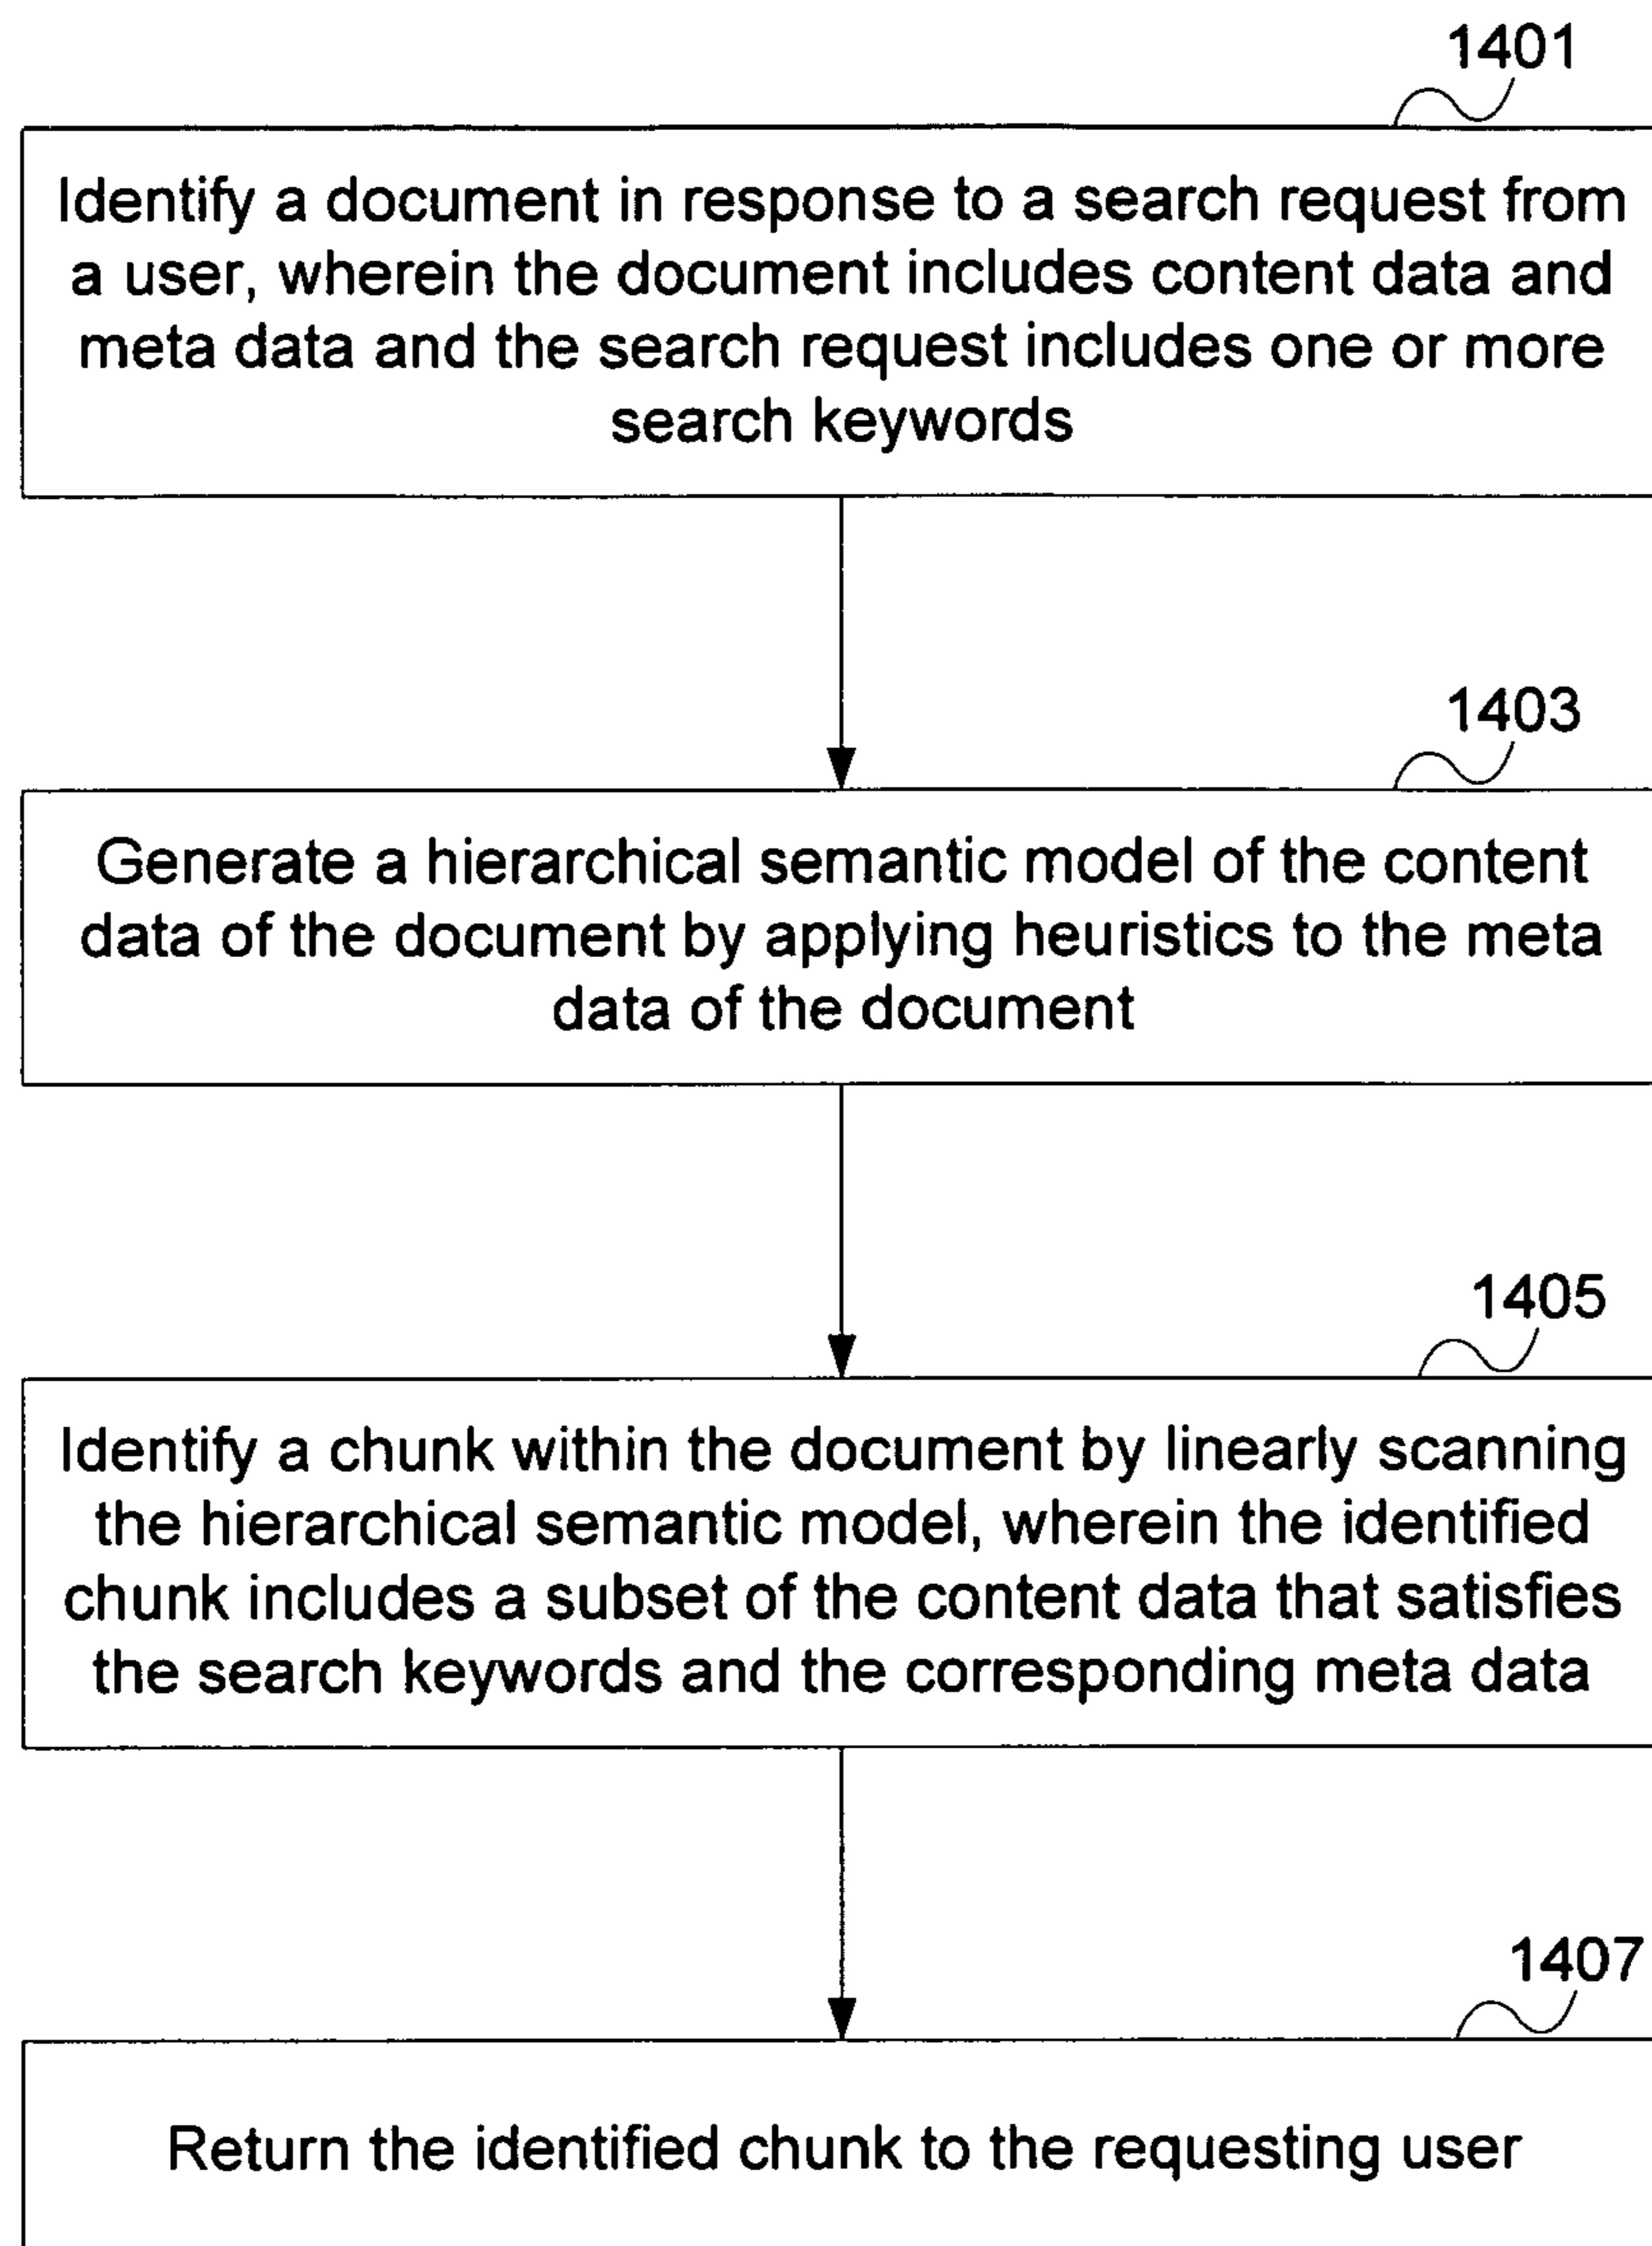 1401
Identify a document in response to a search request from
a user, wherein the document includes content data and
meta data and the search request includes one or more
search keywords
1403
Generate a hierarchical semantic model of the content
data of the document by applying heuristics to the meta
data of the document
1405
Identify a chunk within the document by linearly scanning
the hierarchical semantic model, wherein the identified
chunk includes a subset of the content data that satisfies
the search keywords and the corresponding meta data
1407
Return the identified chunk to the requesting user